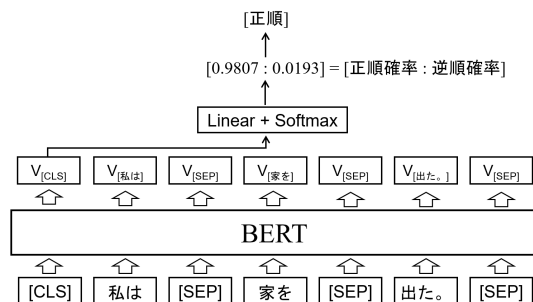 [正順]
[0.9807 : 0.0193] = [正順確率 : 逆順確率]
Linear + Softmax
V[CLS] V[私は] V[SEP] V[家を] V[SEP] V[出た。] V[SEP]
BERT
[CLS] 私は [SEP] 家を [SEP] 出た。 [SEP]